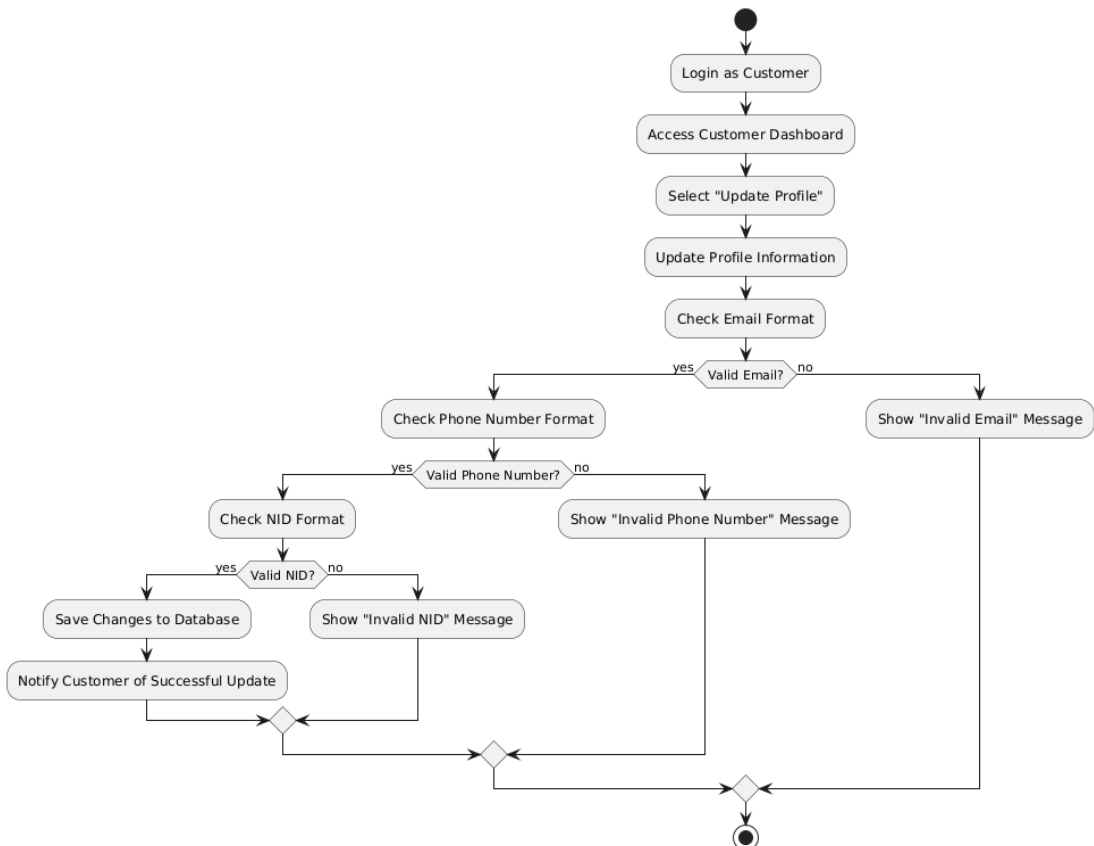 Login as Customer
Access Customer Dashboard
Select "Update Profile"
Update Profile Information
Check Email Format
yes
Valid Email?
no
Check Phone Number Format
Show "Invalid Email" Message
yes
Valid Phone Number?
no
Check NID Format
Show "Invalid Phone Number" Message
yes
Valid NID?
no
Save Changes to Database
Show "Invalid NID" Message
Notify Customer of Successful Update